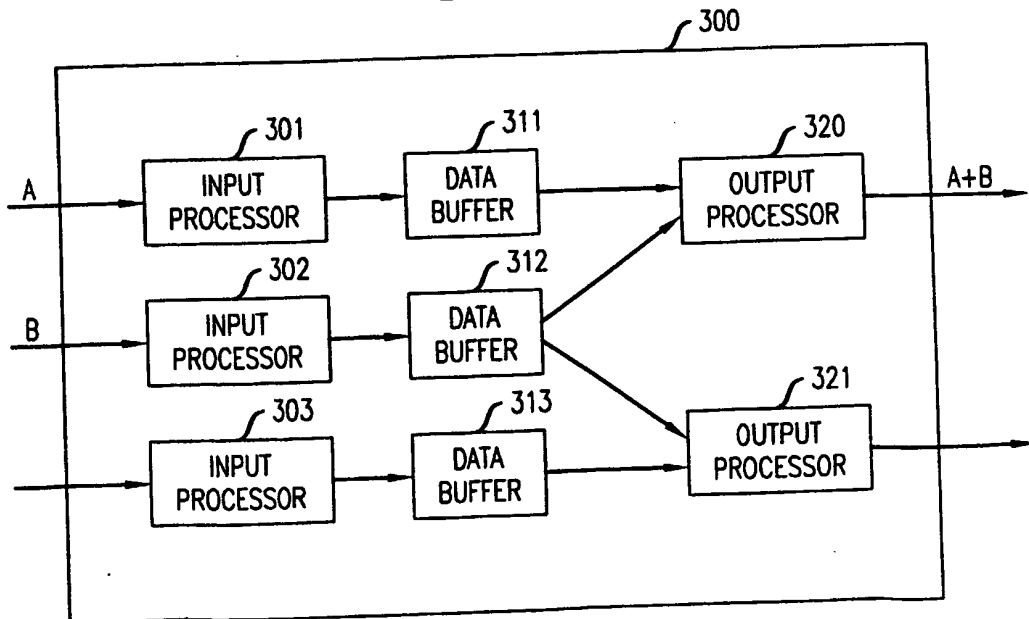 300
301
311
320
A
INPUT
PROCESSOR
DATA
BUFFER
OUTPUT
PROCESSOR
A+B
302
312
B
INPUT
PROCESSOR
DATA
BUFFER
303
313
321
INPUT
PROCESSOR
DATA
BUFFER
OUTPUT
PROCESSOR